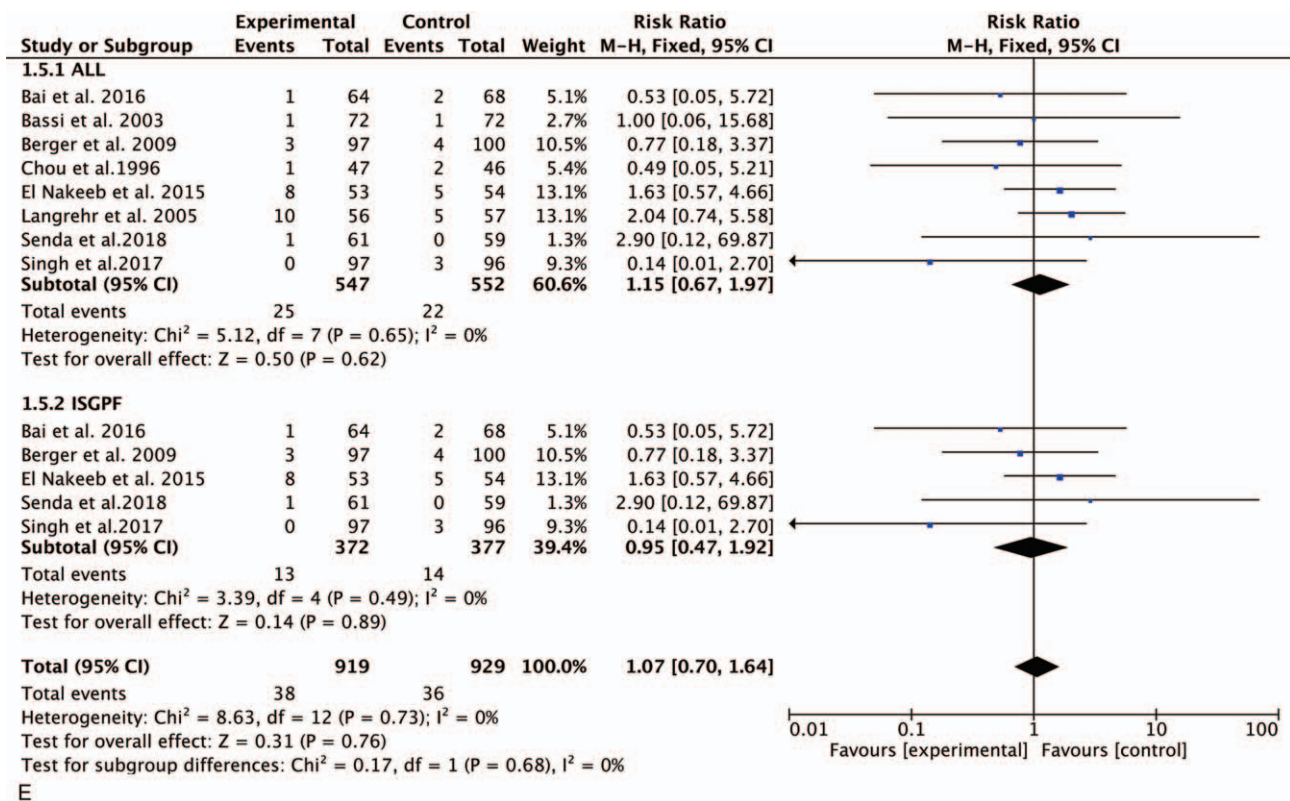 Experimental Control Risk Ratio Risk Ratio
Study or Subgroup Events Total Events Total Weight M-H, Fixed, 95% CI M-H, Fixed, 95% CI
1.5.1 ALL
Bai et al. 2016 1 64 2 68 5.1% 0.53 [0.05, 5.72]
Bassi et al. 2003 1 72 1 72 2.7% 1.00 [0.06, 15.68]
Berger et al. 2009 3 97 4 100 10.5% 0.77 [0.18, 3.37]
Chou et al.1996 1 47 2 46 5.4% 0.49 [0.05, 5.21]
El Nakeeb et al. 2015 8 53 5 54 13.1% 1.63 [0.57, 4.66]
Langrehr et al. 2005 10 56 5 57 13.1% 2.04 [0.74, 5.58]
Senda et al.2018 1 61 0 59 1.3% 2.90 [0.12, 69.87]
Singh et al.2017 0 97 3 96 9.3% 0.14 [0.01, 2.70]
Subtotal (95% CI) 547 552 60.6% 1.15 [0.67, 1.97]
Total events 25 22
Heterogeneity: Chi² = 5.12, df = 7 (P = 0.65); I² = 0%
Test for overall effect: Z = 0.50 (P = 0.62)
1.5.2 ISGPF
Bai et al. 2016 1 64 2 68 5.1% 0.53 [0.05, 5.72]
Berger et al. 2009 3 97 4 100 10.5% 0.77 [0.18, 3.37]
El Nakeeb et al. 2015 8 53 5 54 13.1% 1.63 [0.57, 4.66]
Senda et al.2018 1 61 0 59 1.3% 2.90 [0.12, 69.87]
Singh et al.2017 0 97 3 96 9.3% 0.14 [0.01, 2.70]
Subtotal (95% CI) 372 377 39.4% 0.95 [0.47, 1.92]
Total events 13 14
Heterogeneity: Chi² = 3.39, df = 4 (P = 0.49); I² = 0%
Test for overall effect: Z = 0.14 (P = 0.89)
Total (95% CI) 919 929 100.0% 1.07 [0.70, 1.64]
Total events 38 36
Heterogeneity: Chi² = 8.63, df = 12 (P = 0.73); I² = 0%
Test for overall effect: Z = 0.31 (P = 0.76)
Test for subgroup differences: Chi² = 0.17, df = 1 (P = 0.68), I² = 0%
0.01 0.1 1 10 100
Favours [experimental] Favours [control]
E